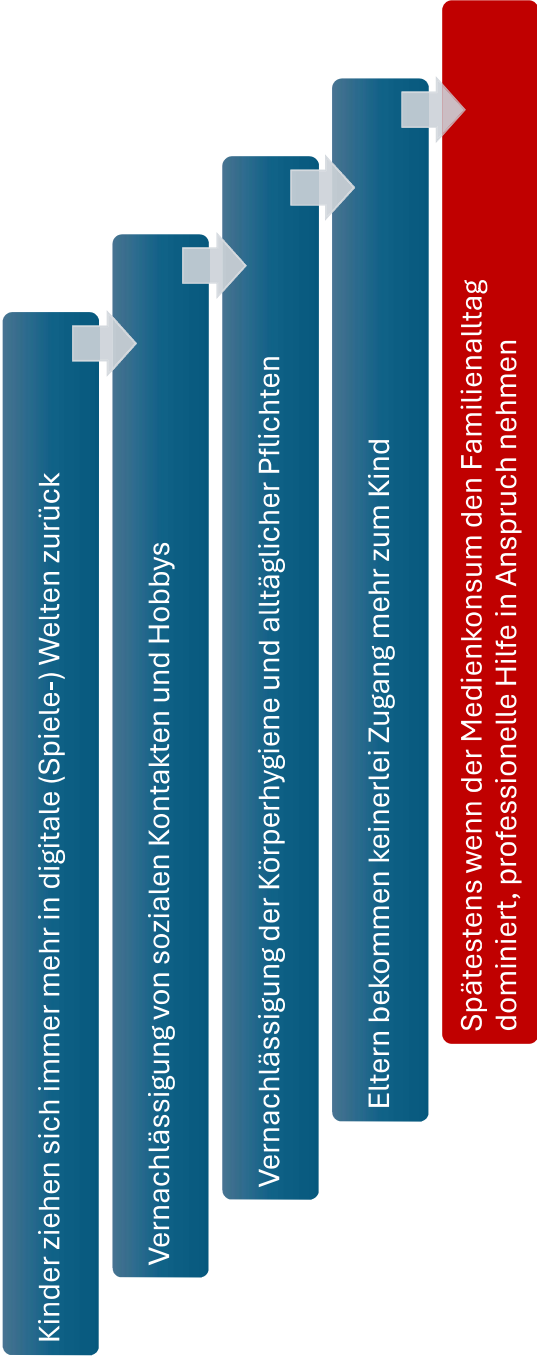 Kinder ziehen sich immer mehr in digitale (Spiele-) Welten zurück
Vernachlässigung von sozialen Kontakten und Hobbys
Vernachlässigung der Körperhygiene und alltäglicher Pflichten
Eltern bekommen keinerlei Zugang mehr zum Kind
Spätestens wenn der Medienkonsum den Familienalltag
dominiert, professionelle Hilfe in Anspruch nehmen